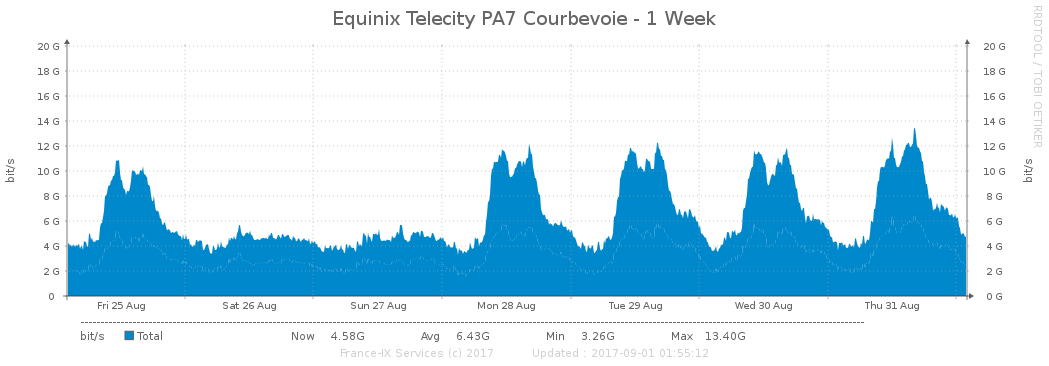 Equinix Telecity PA7 Courbevoie - 1 Week
RRDTOOL / TOBI OETIKER
20 G 20 G
18 G 18 G
16 G 16 G
14 G 14 G
12 G 12 G
10 G 10 G
8 G 8 G
6 G 6 G
4 G 4 G
2 G 2 G
0 0 G
bit/s
bit/s
Fri 25 Aug Sat 26 Aug Sun 27 Aug Mon 28 Aug Tue 29 Aug Wed 30 Aug Thu 31 Aug
bit/s Total Now 4.58G Avg 6.43G Min 3.26G Max 13.40G
France-IX Services (c) 2017 Updated : 2017-09-01 01:55:12